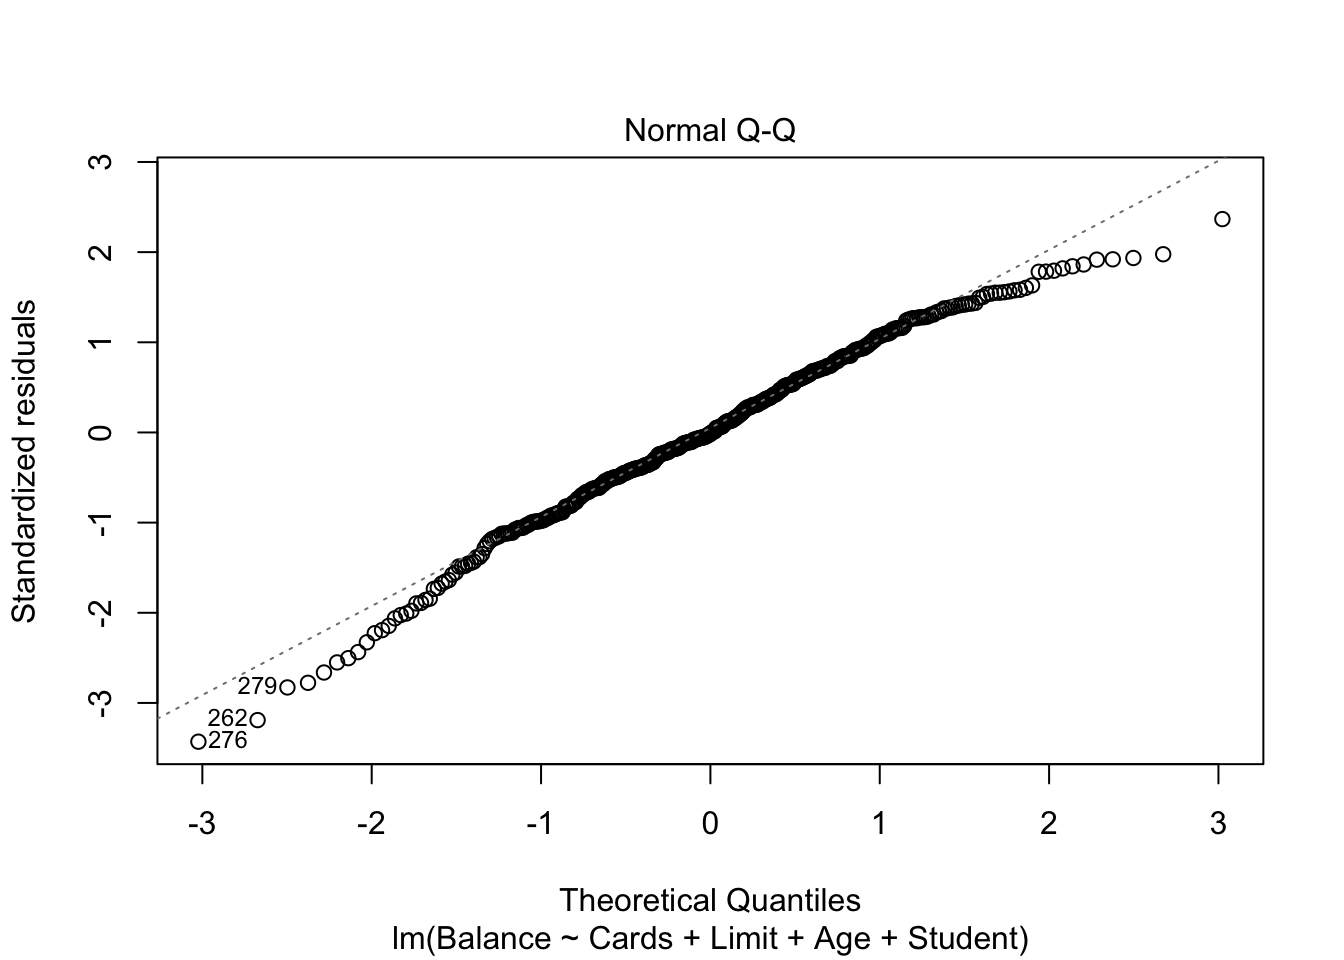 Normal Q-Q
Standardized residuals
3
2
1
0
-1
-2
-3
279
262
276
-3 -2 -1 0 1 2 3
Theoretical Quantiles
lm(Balance ~ Cards + Limit + Age + Student)